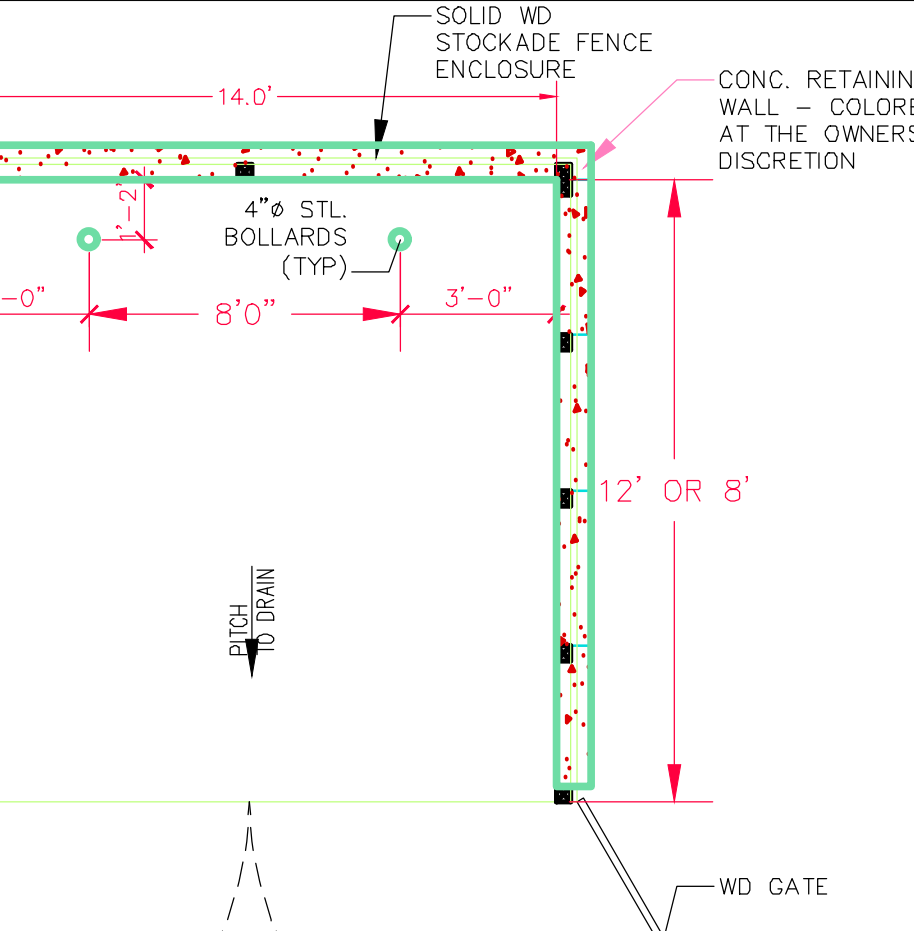 SOLID WD
STOCKADE FENCE
ENCLOSURE
14.0'
CONC. RETAININ
WALL – COLORE
AT THE OWNERS
DISCRETION
1'-2"
4"ø STL.
BOLLARDS
(TYP)
-0"
8'0"
3'-0"
12' OR 8'
PITCH
TO DRAIN
WD GATE